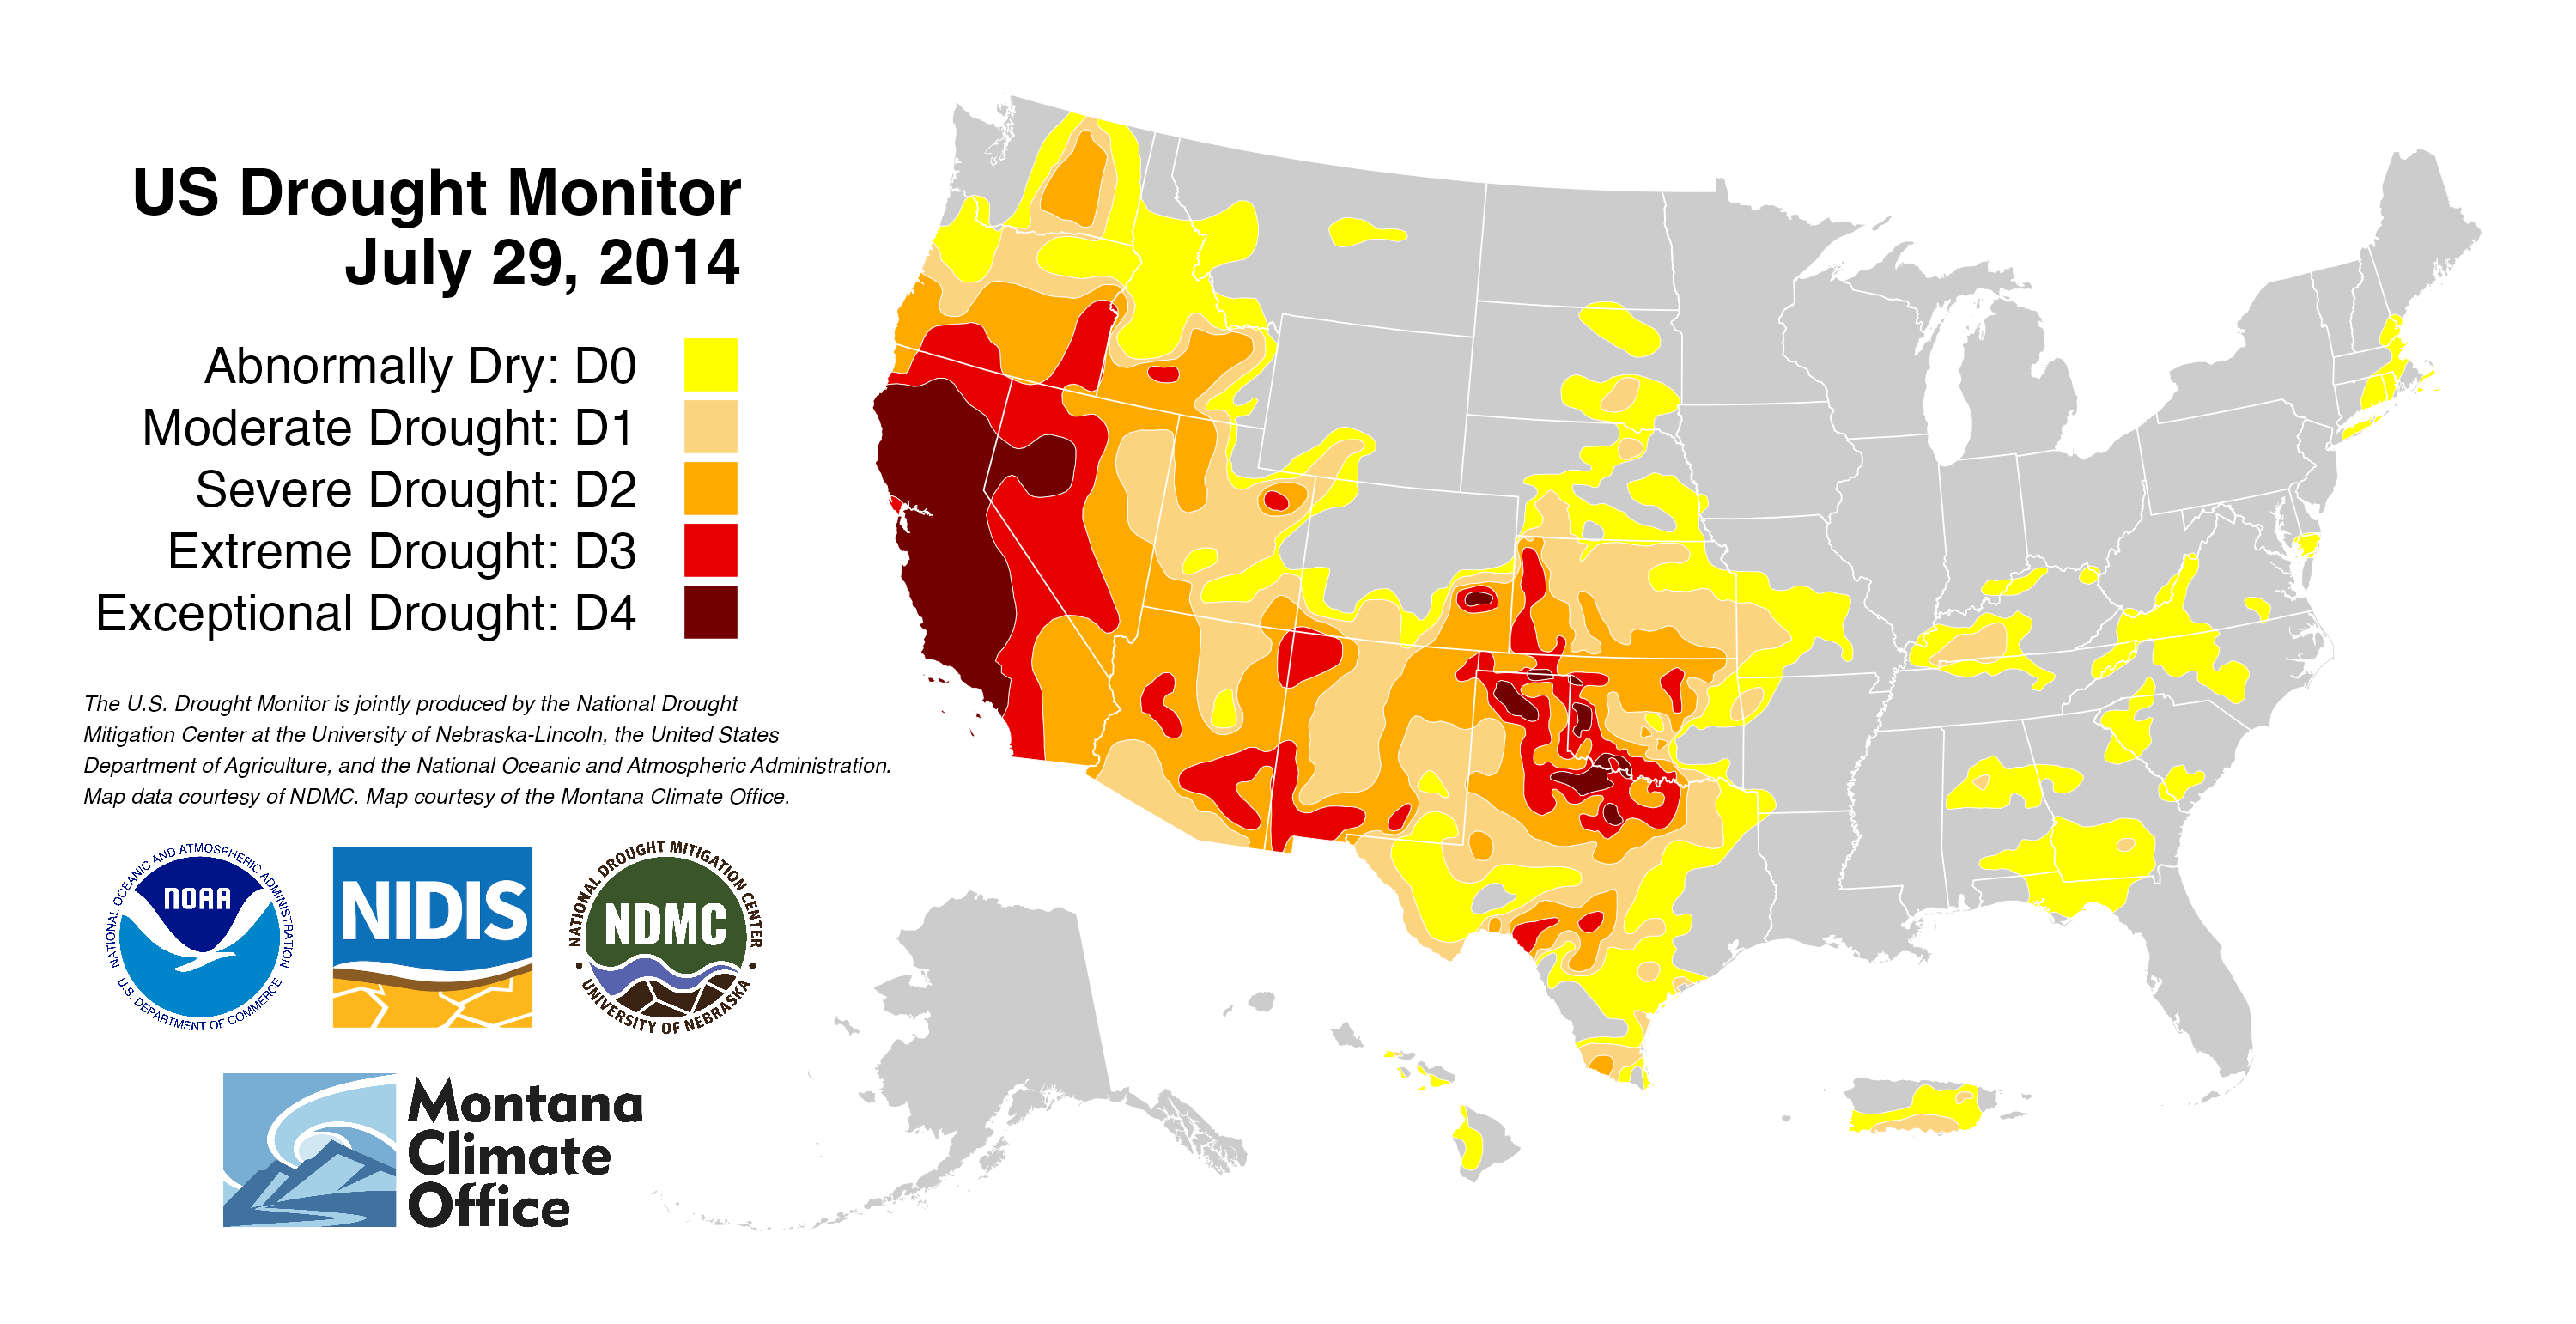 US Drought Monitor
July 29, 2014
Abnormally Dry: D0
Moderate Drought: D1
Severe Drought: D2
Extreme Drought: D3
Exceptional Drought: D4
The U.S. Drought Monitor is jointly produced by the National Drought
Mitigation Center at the University of Nebraska-Lincoln, the United States
Department of Agriculture, and the National Oceanic and Atmospheric Administration.
Map data courtesy of NDMC. Map courtesy of the Montana Climate Office.
NATIONAL OCEANIC AND ATMOSPHERIC ADMINISTRATION
NOAA
U.S. DEPARTMENT OF COMMERCE
NIDIS
NATIONAL DROUGHT MITIGATION CENTER
NDMC
UNIVERSITY OF NEBRASKA
Montana
Climate
Office